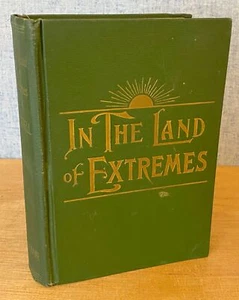 IN THE LAND
OF EXTREMES